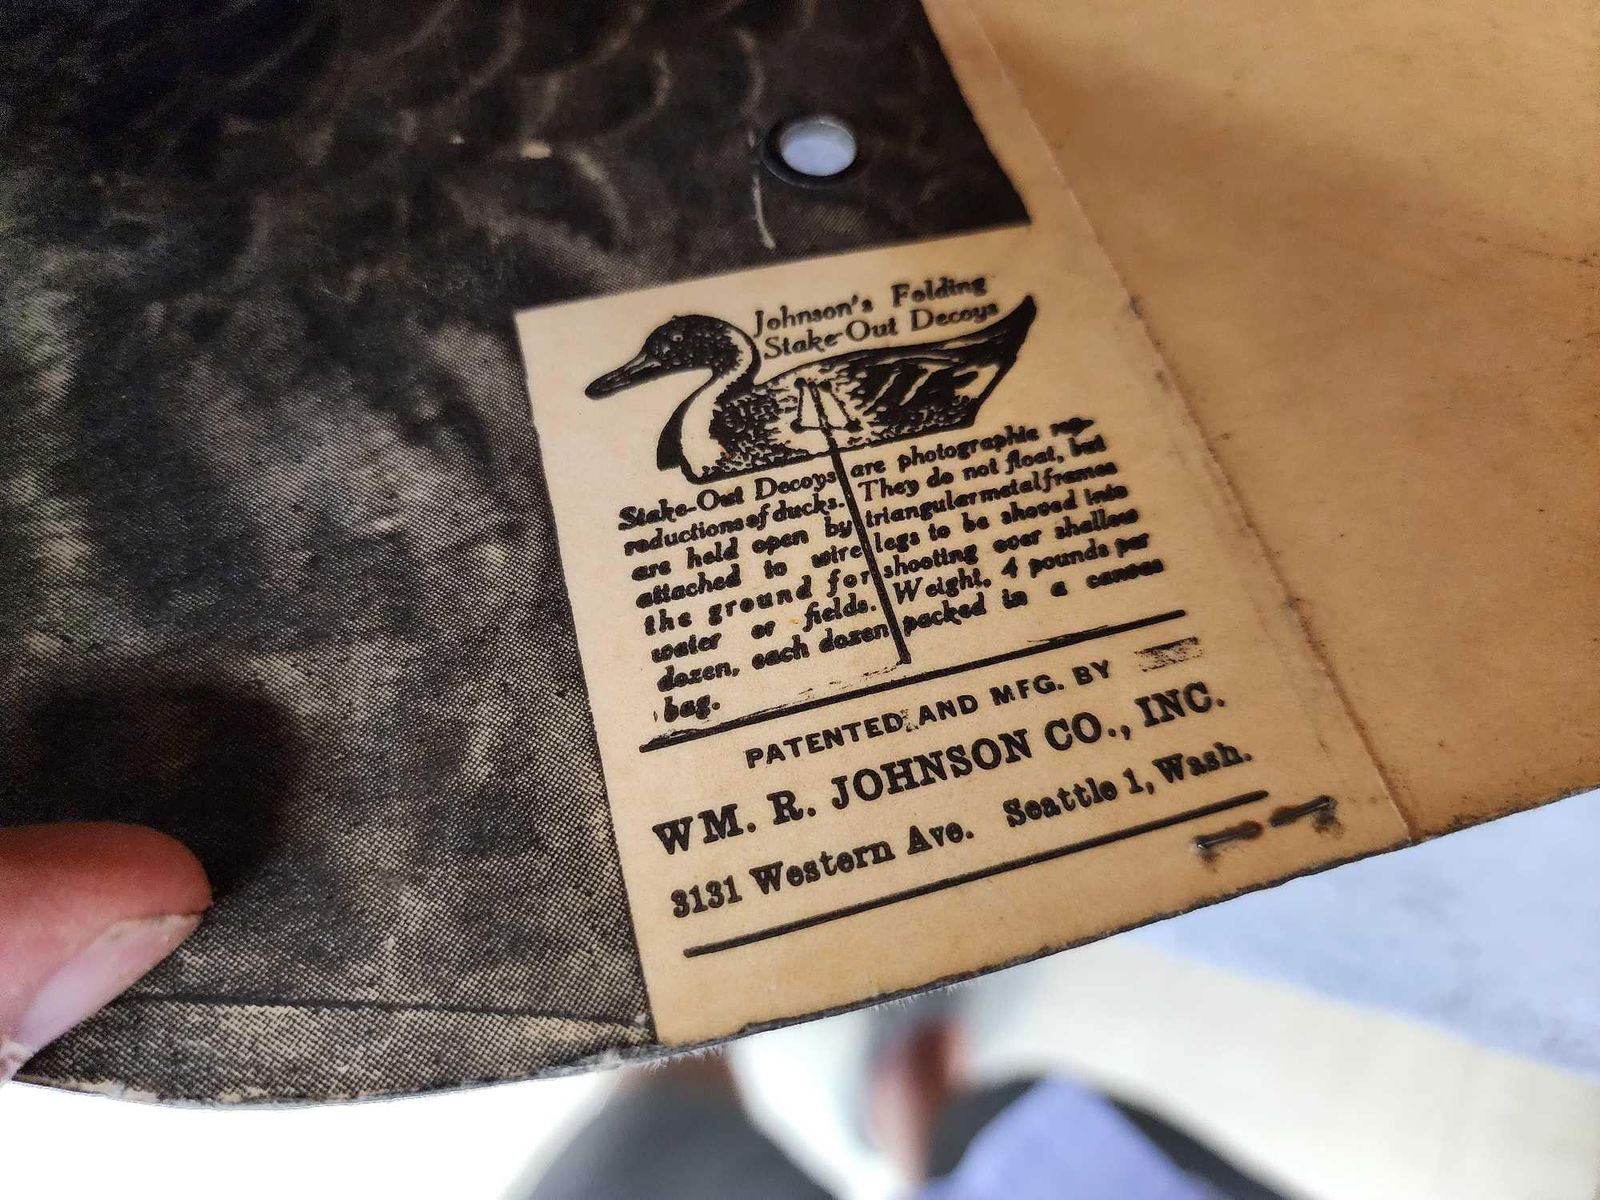 Johnson's Folding
Stake-Out Decoys
Stake-Out Decoys are photographic rep-
roductions of ducks. They do not float, but
are held open by triangular metal frames
attached to wire legs to be shoved into
the ground for shooting over shallow
water or fields. Weight, 4 pounds per
dozen, each dozen packed in a canvas
bag.
PATENTED AND MFG. BY
WM. R. JOHNSON CO., INC.
3131 Western Ave. Seattle 1, Wash.